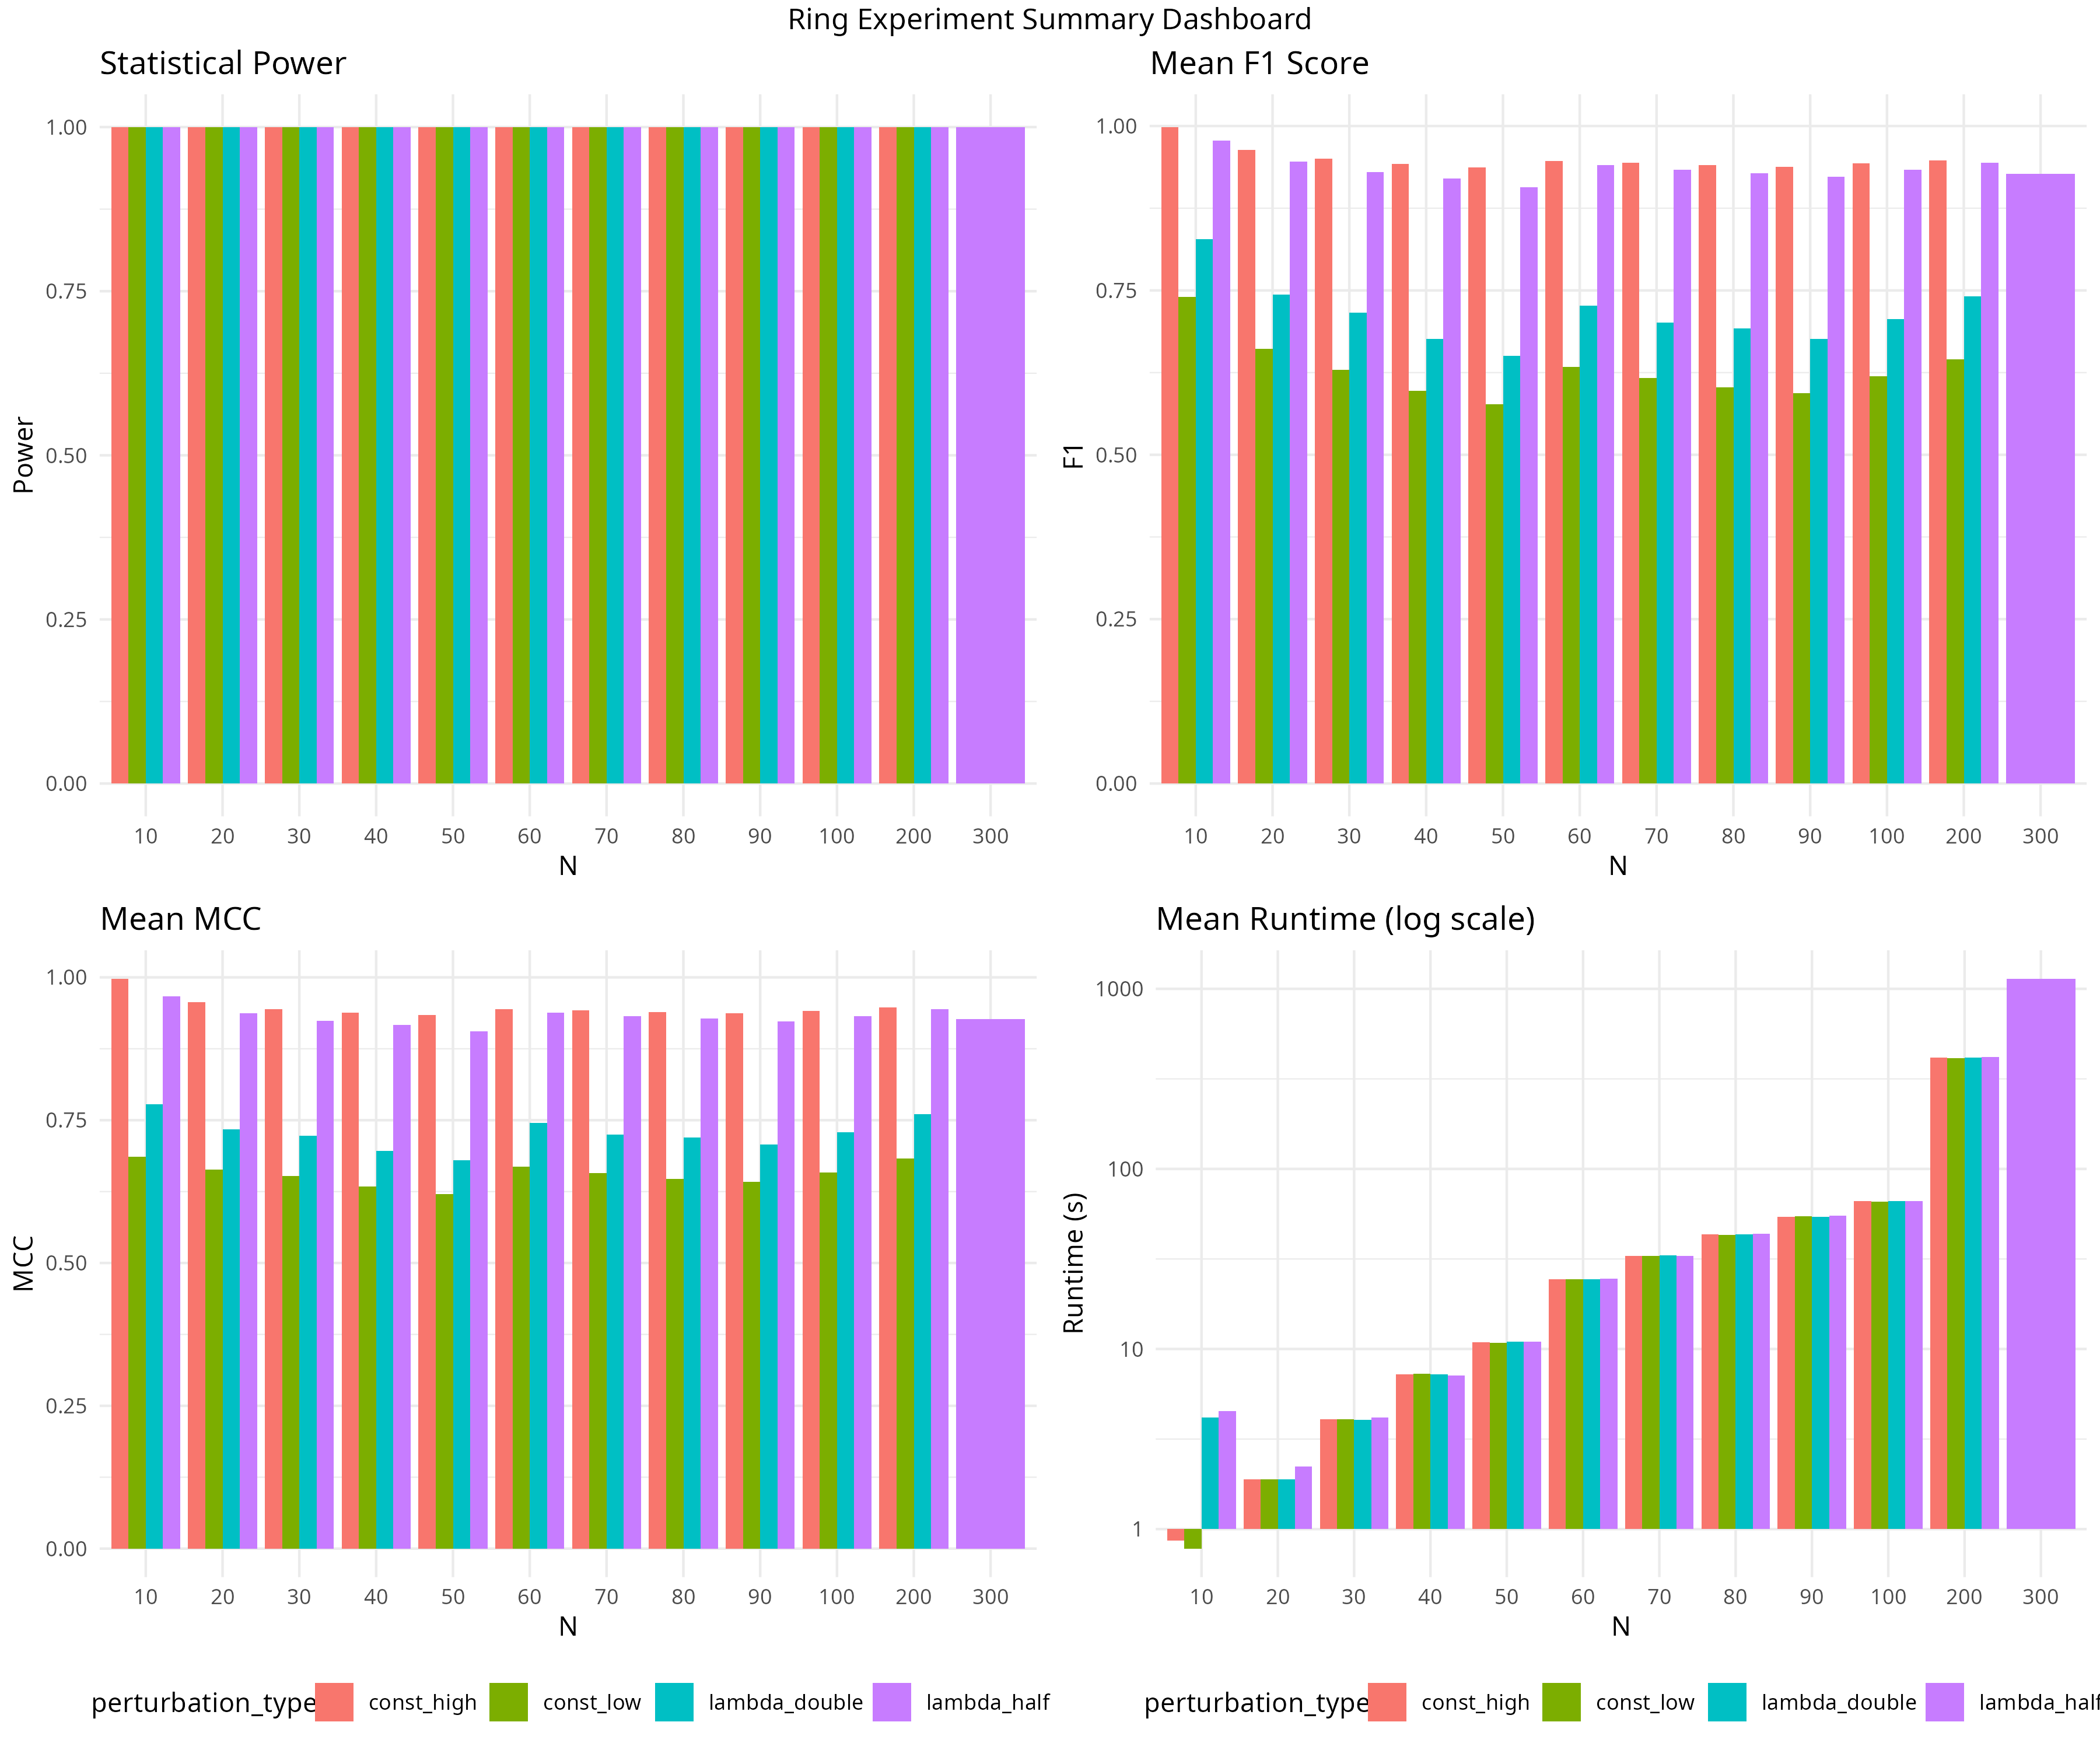 Ring Experiment Summary Dashboard
Statistical Power
1.00
0.75
0.50
0.25
0.00
Power
10 20 30 40 50 60 70 80 90 100 200 300
N
Mean F1 Score
1.00
0.75
0.50
0.25
0.00
F1
10 20 30 40 50 60 70 80 90 100 200 300
N
Mean MCC
1.00
0.75
0.50
0.25
0.00
MCC
10 20 30 40 50 60 70 80 90 100 200 300
N
Mean Runtime (log scale)
1000
100
10
1
Runtime (s)
10 20 30 40 50 60 70 80 90 100 200 300
N
perturbation_type const_high const_low lambda_double lambda_half
perturbation_type const_high const_low lambda_double lambda_half